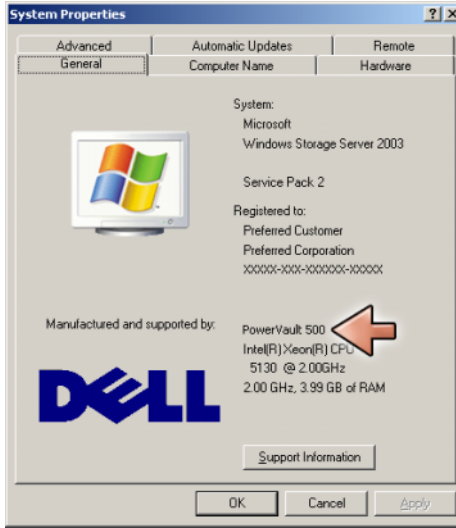 System Properties
Advanced
Automatic Updates
Remote
General
Computer Name
Hardware
System:
Microsoft
Windows Storage Server 2003
Service Pack 2
Registered to:
Preferred Customer
Preferred Corporation
XXXXX-XXX-XXXXXX-XXXXX
Manufactured and supported by:
PowerVault 500
Intel(R) Xeon(R) CPU
5130 @ 2.00GHz
2.00 GHz, 3.99 GB of RAM
DELL
Support Information
OK
Cancel
Apply